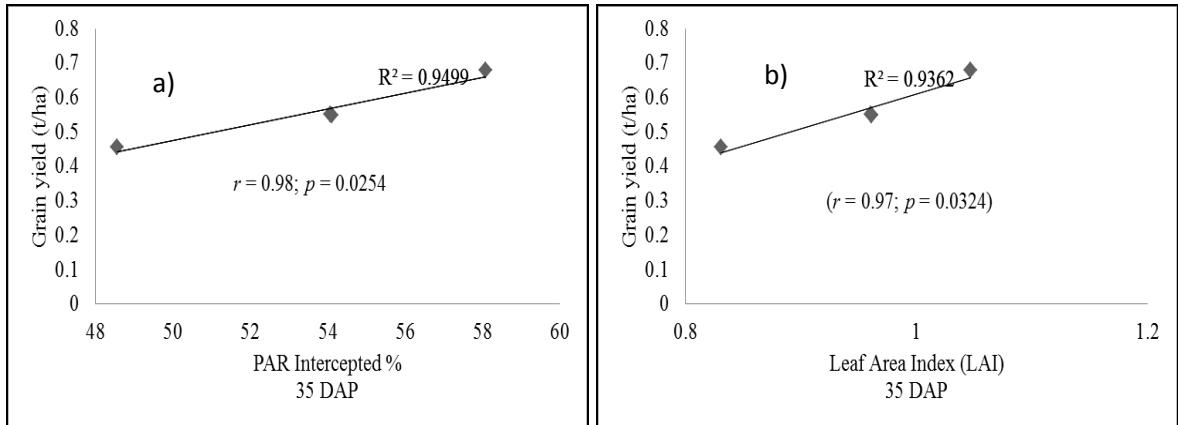 Grain yield (t/ha)
0.8
0.7
0.6
0.5
0.4
0.3
0.2
0.1
0
a)
R² = 0.9499
r = 0.98; p = 0.0254
48
50
52
54
56
58
60
PAR Intercepted %
35 DAP
Grain yield (t/ha)
0.8
0.7
0.6
0.5
0.4
0.3
0.2
0.1
0
b)
R² = 0.9362
(r = 0.97; p = 0.0324)
0.8
1
1.2
Leaf Area Index (LAI)
35 DAP